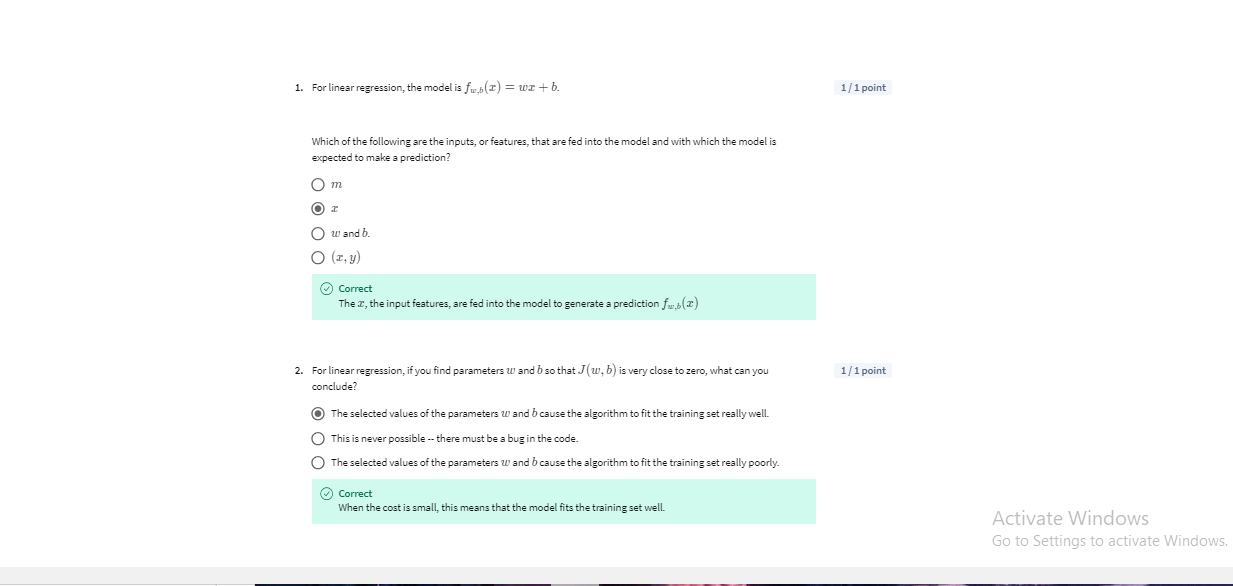 1. For linear regression, the model is f_{w,b}(x) = wx + b.
1 / 1 point
Which of the following are the inputs, or features, that are fed into the model and with which the model is
expected to make a prediction?
m
x
w and b.
(x, y)
Correct
The x, the input features, are fed into the model to generate a prediction f_{w,b}(x)
2. For linear regression, if you find parameters w and b so that J(w, b) is very close to zero, what can you
conclude?
1 / 1 point
The selected values of the parameters w and b cause the algorithm to fit the training set really well.
This is never possible -- there must be a bug in the code.
The selected values of the parameters w and b cause the algorithm to fit the training set really poorly.
Correct
When the cost is small, this means that the model fits the training set well.
Activate Windows
Go to Settings to activate Windows.